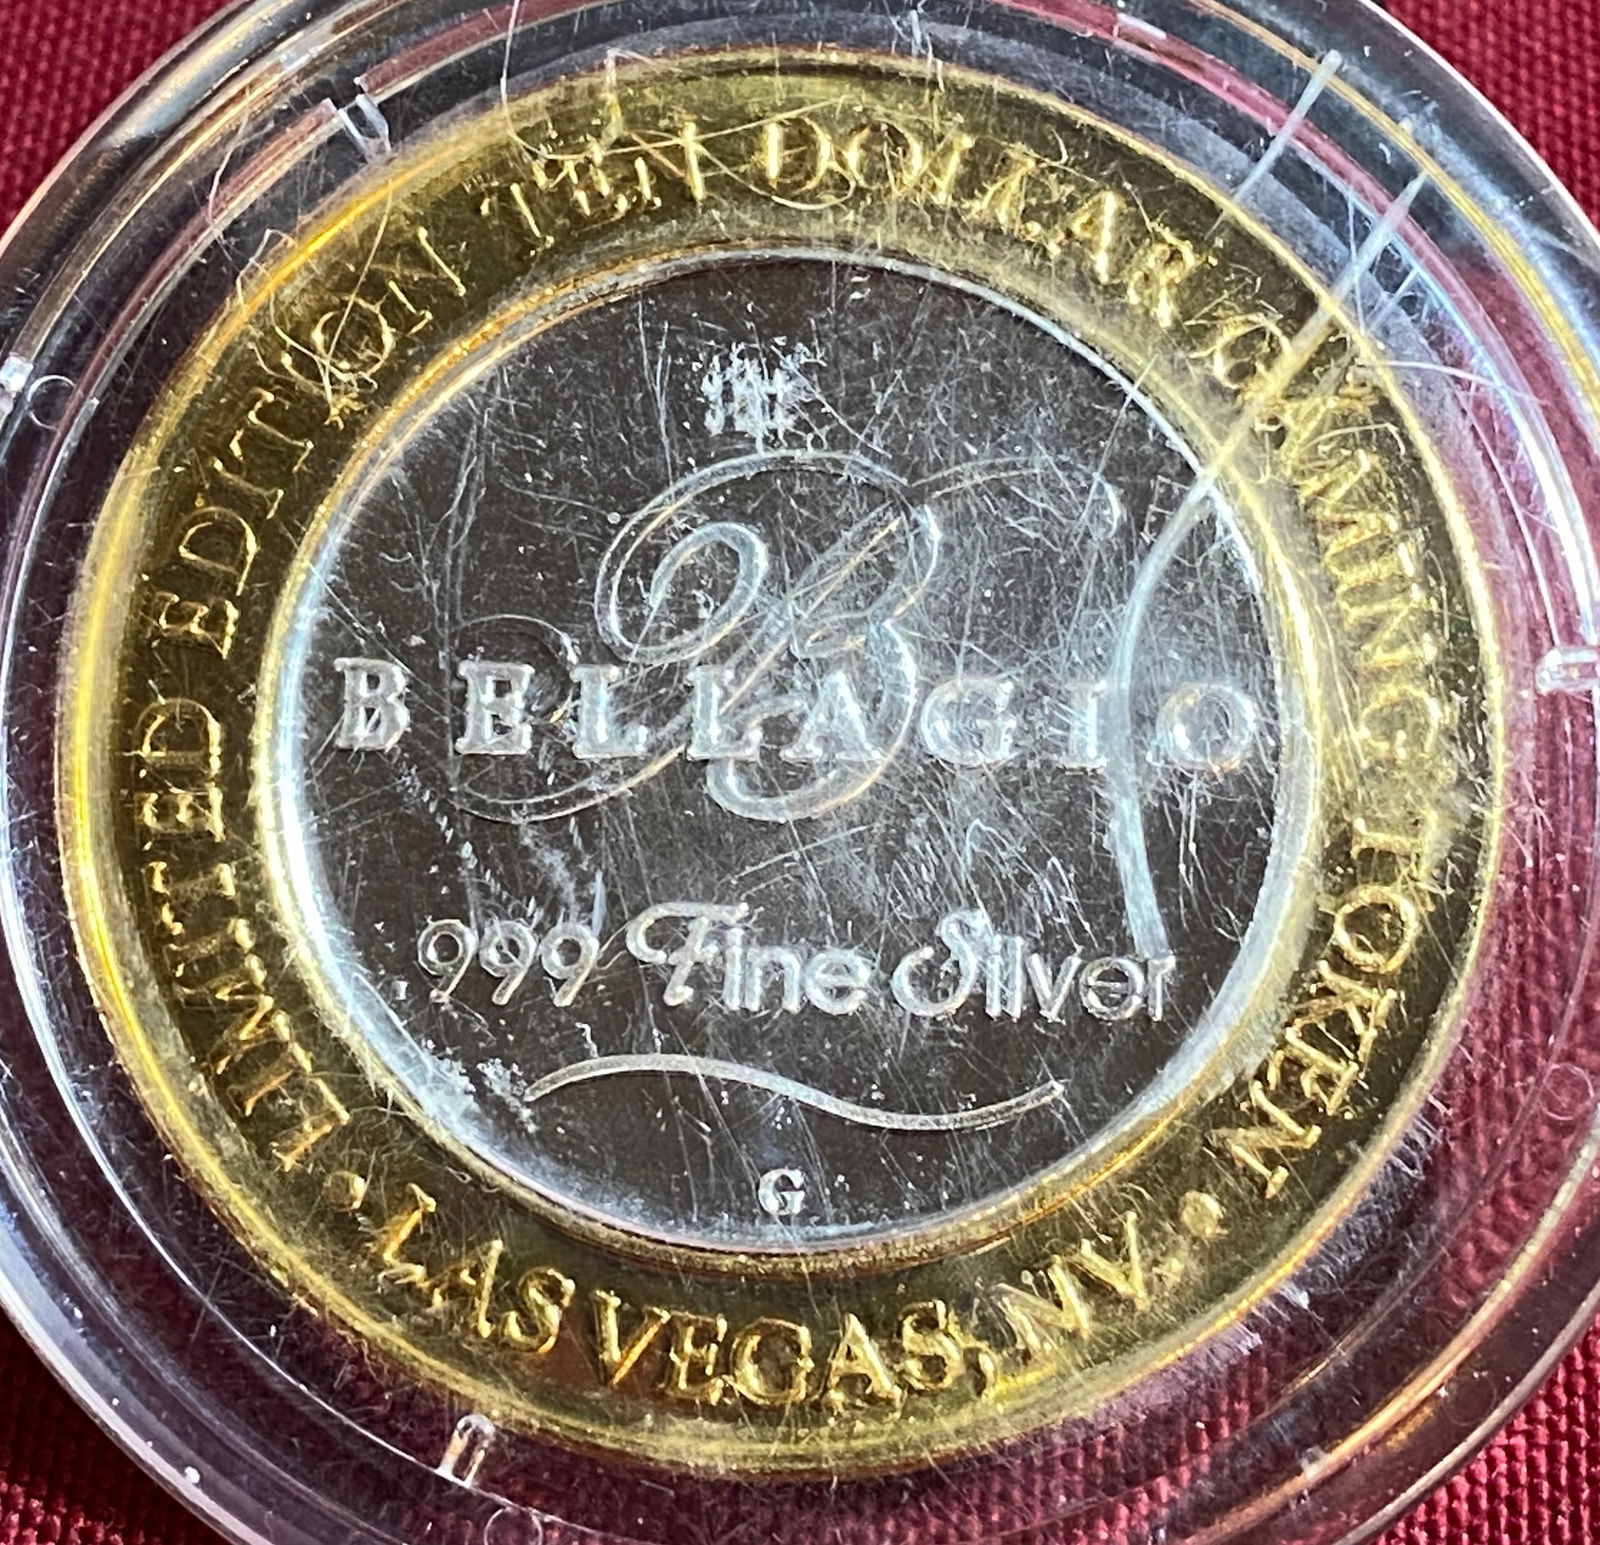 LIMITED EDITION TEN DOLLAR GAMING TOKEN
B
BELLAGIO
999 Fine Silver
G
• LAS VEGAS, NV. •